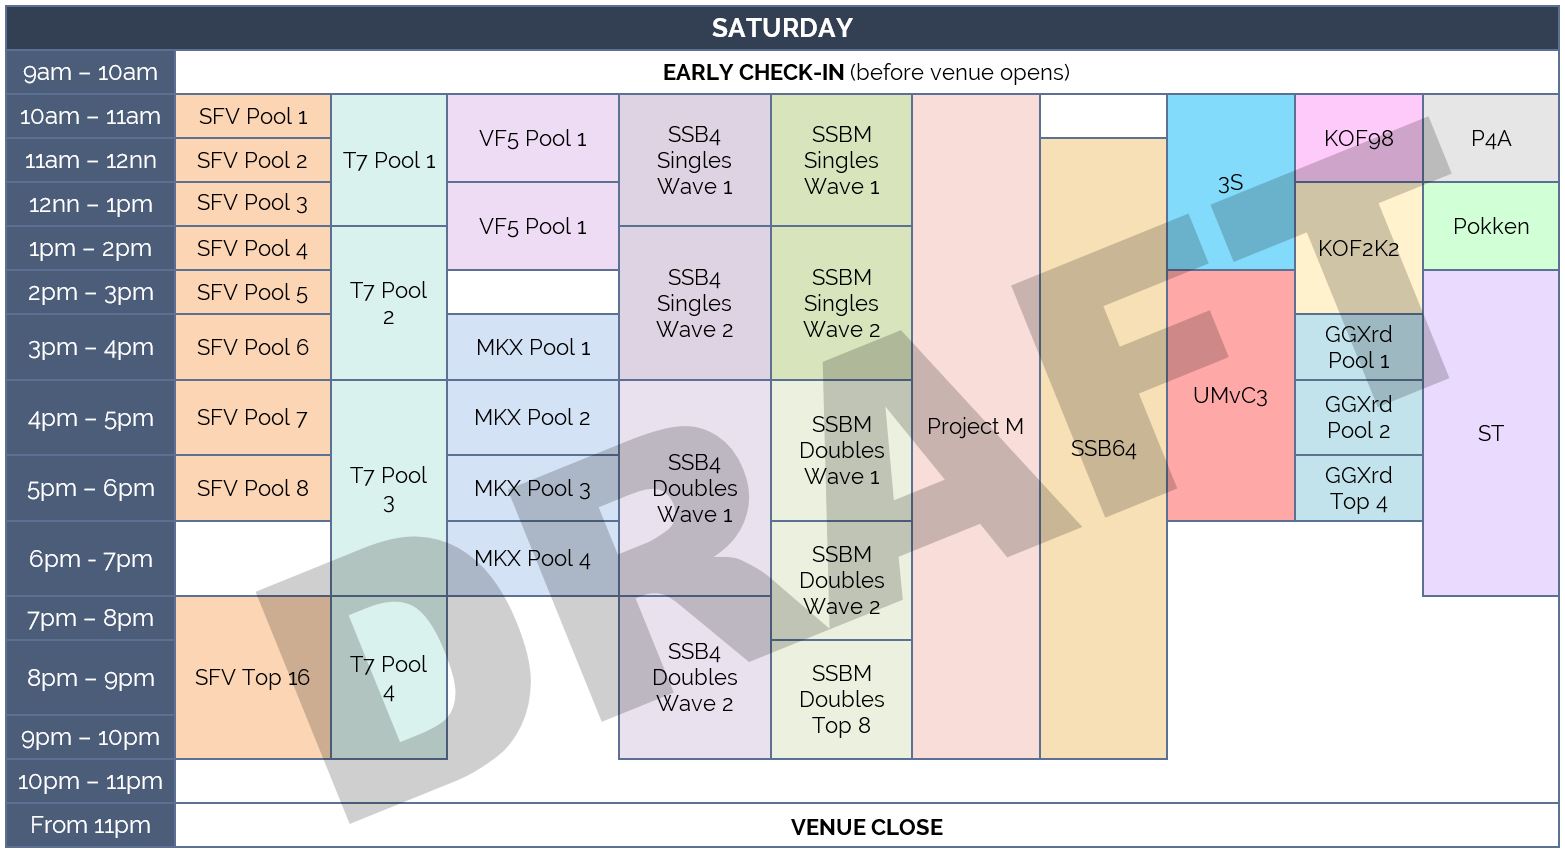 SATURDAY
9am – 10am
EARLY CHECK-IN (before venue opens)
10am – 11am
11am – 12nn
12nn – 1pm
1pm – 2pm
2pm – 3pm
3pm – 4pm
4pm – 5pm
5pm – 6pm
6pm - 7pm
7pm – 8pm
8pm – 9pm
9pm – 10pm
10pm – 11pm
From 11pm
SFV Pool 1
SFV Pool 2
SFV Pool 3
SFV Pool 4
SFV Pool 5
SFV Pool 6
SFV Pool 7
SFV Pool 8
SFV Top 16
T7 Pool 1
T7 Pool
2
T7 Pool
3
T7 Pool
4
VF5 Pool 1
VF5 Pool 1
MKX Pool 1
MKX Pool 2
MKX Pool 3
MKX Pool 4
SSB4
Singles
Wave 1
SSB4
Singles
Wave 2
SSB4
Doubles
Wave 1
SSB4
Doubles
Wave 2
SSBM
Singles
Wave 1
SSBM
Singles
Wave 2
SSBM
Doubles
Wave 1
SSBM
Doubles
Wave 2
SSBM
Doubles
Top 8
Project M
SSB64
3S
UMvC3
KOF98
KOF2K2
GGXrd
Pool 1
GGXrd
Pool 2
GGXrd
Top 4
P4A
Pokken
ST
VENUE CLOSE
DRAFT